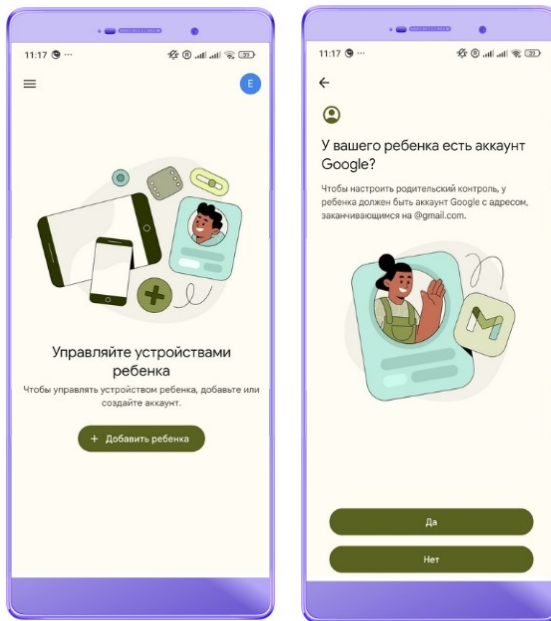 11:17
E
Управляйте устройствами
ребенка
Чтобы управлять устройством ребенка, добавьте или
создайте аккаунт.
+ Добавить ребенка
11:17
У вашего ребенка есть аккаунт
Google?
Чтобы настроить родительский контроль, у
ребенка должен быть аккаунт Google с адресом,
заканчивающимся на @gmail.com.
Да
Нет